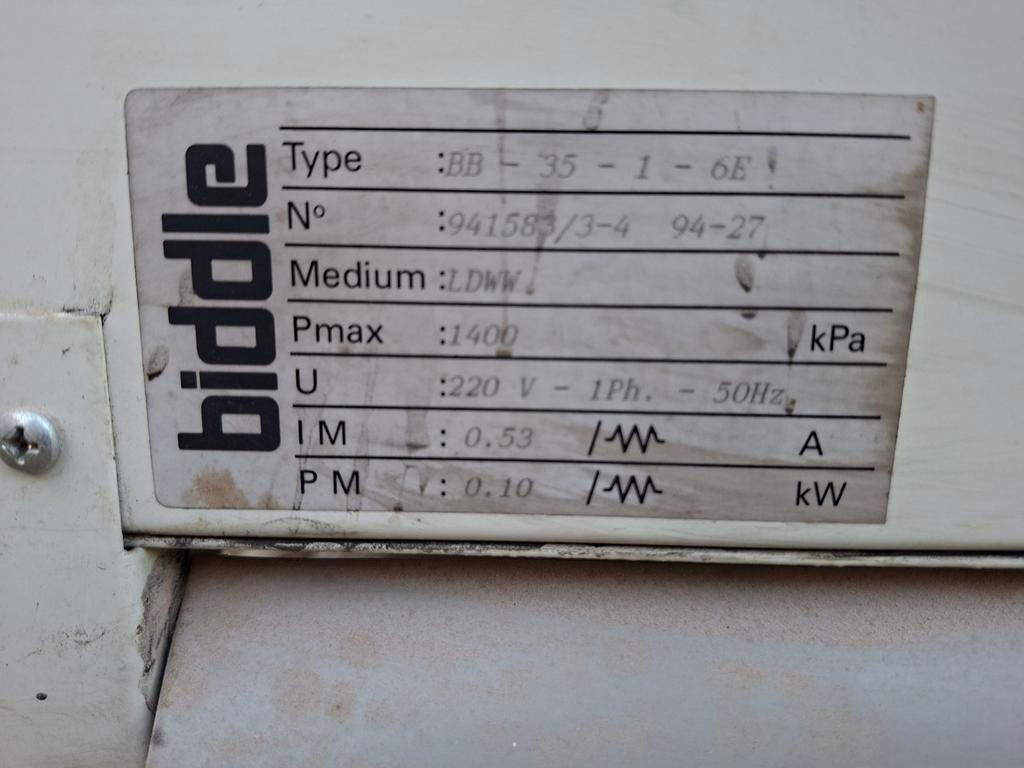 biddle
Type :BB - 35 - 1 - 6E
Nº :941583/3-4 94-27
Medium :LDWW
Pmax :1400 kPa
U :220 V - 1Ph. - 50Hz
IM : 0.53 / A
PM : 0.10 / kW